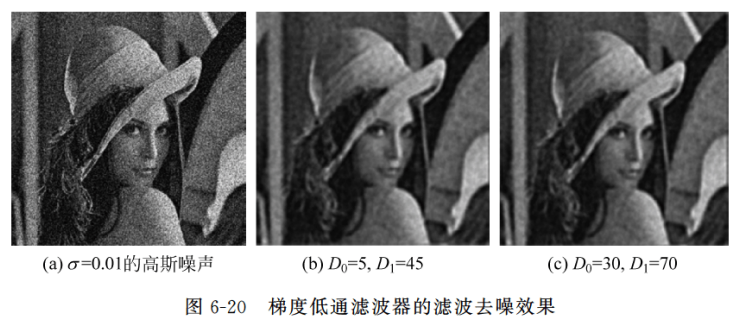 (a) σ=0.01的高斯噪声
(b) D₀=5, D₁=45
(c) D₀=30, D₁=70
图 6-20 梯度低通滤波器的滤波去噪效果